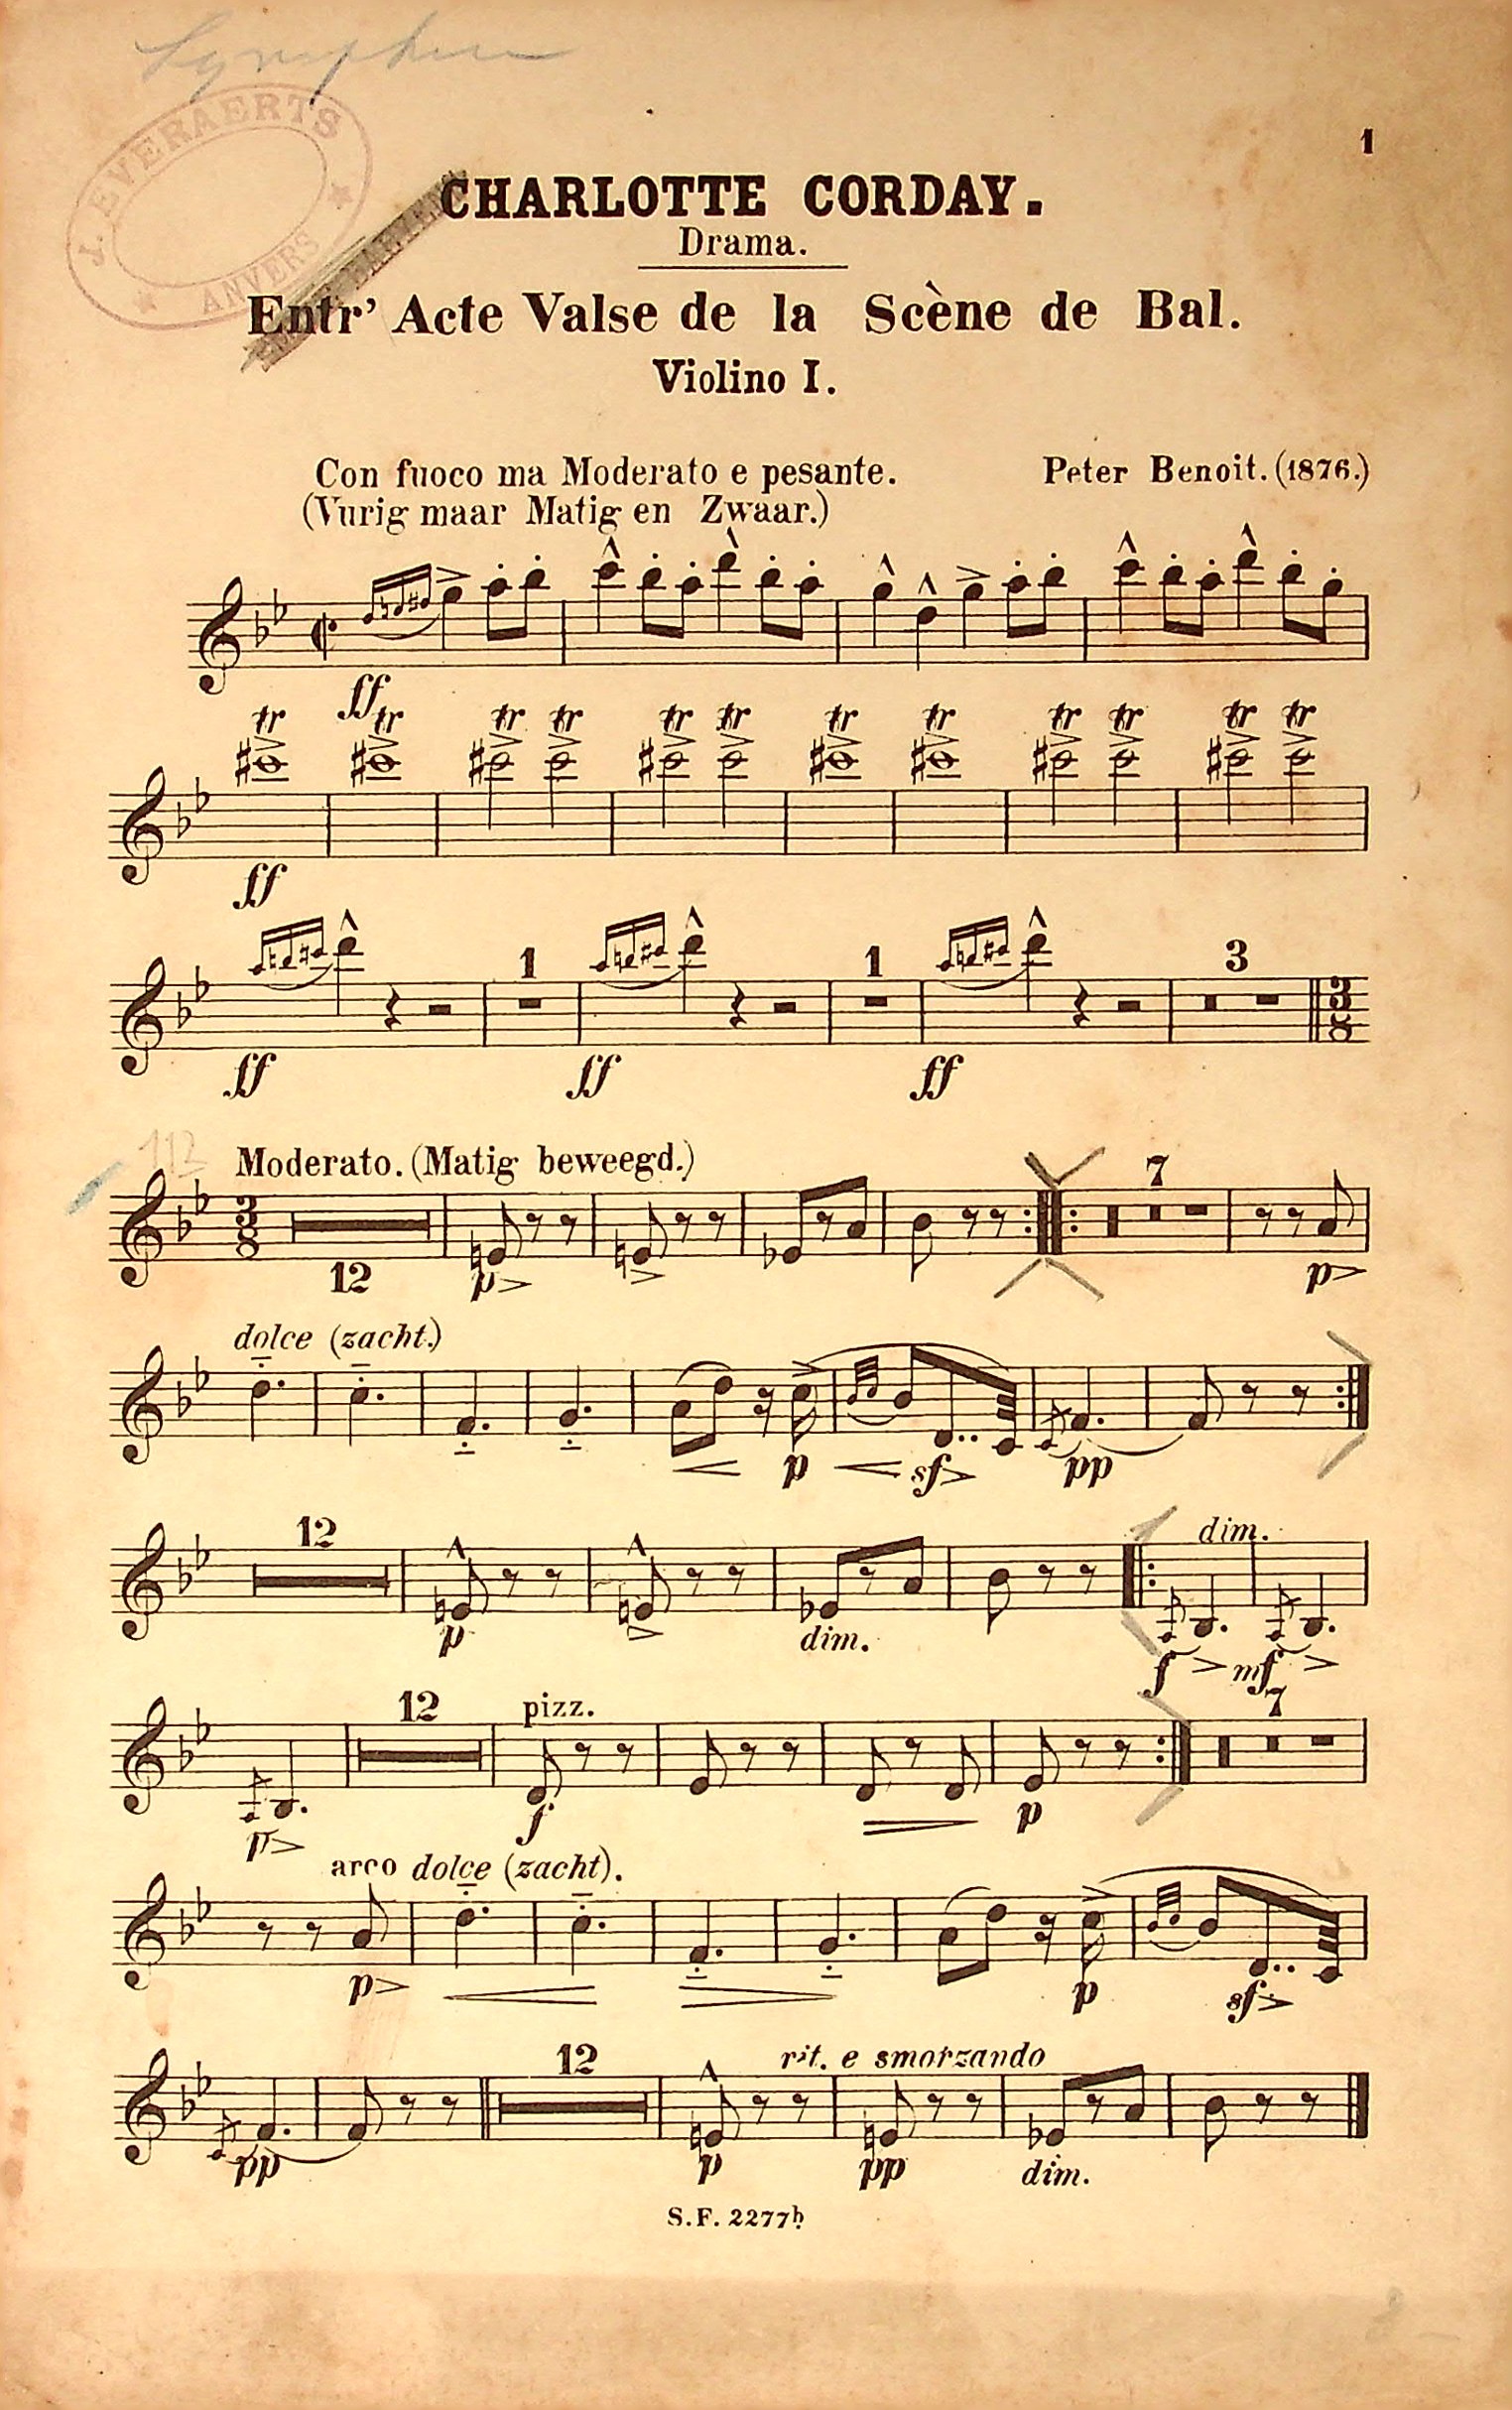 J. EVERAERTS
ANVERS
1
CHARLOTTE CORDAY.
Drama.
Entr' Acte Valse de la Scène de Bal.
Violino I.
Con fuoco ma Moderato e pesante.
Peter Benoit. (1876.)
(Vurig maar Matig en Zwaar.)
ff
tr tr tr tr tr tr tr tr tr tr tr tr
ff
1 1 3
3 8
ff ff ff
112
Moderato. (Matig beweegd.)
7
3 8
12 p p
dolce (zacht.)
p sf pp
12 dim.
p dim. f mf
12 pizz. 7
p f p
arco dolce (zacht).
p p sf
12 rit. e smorzando
pp p pp dim.
S.F. 2277b